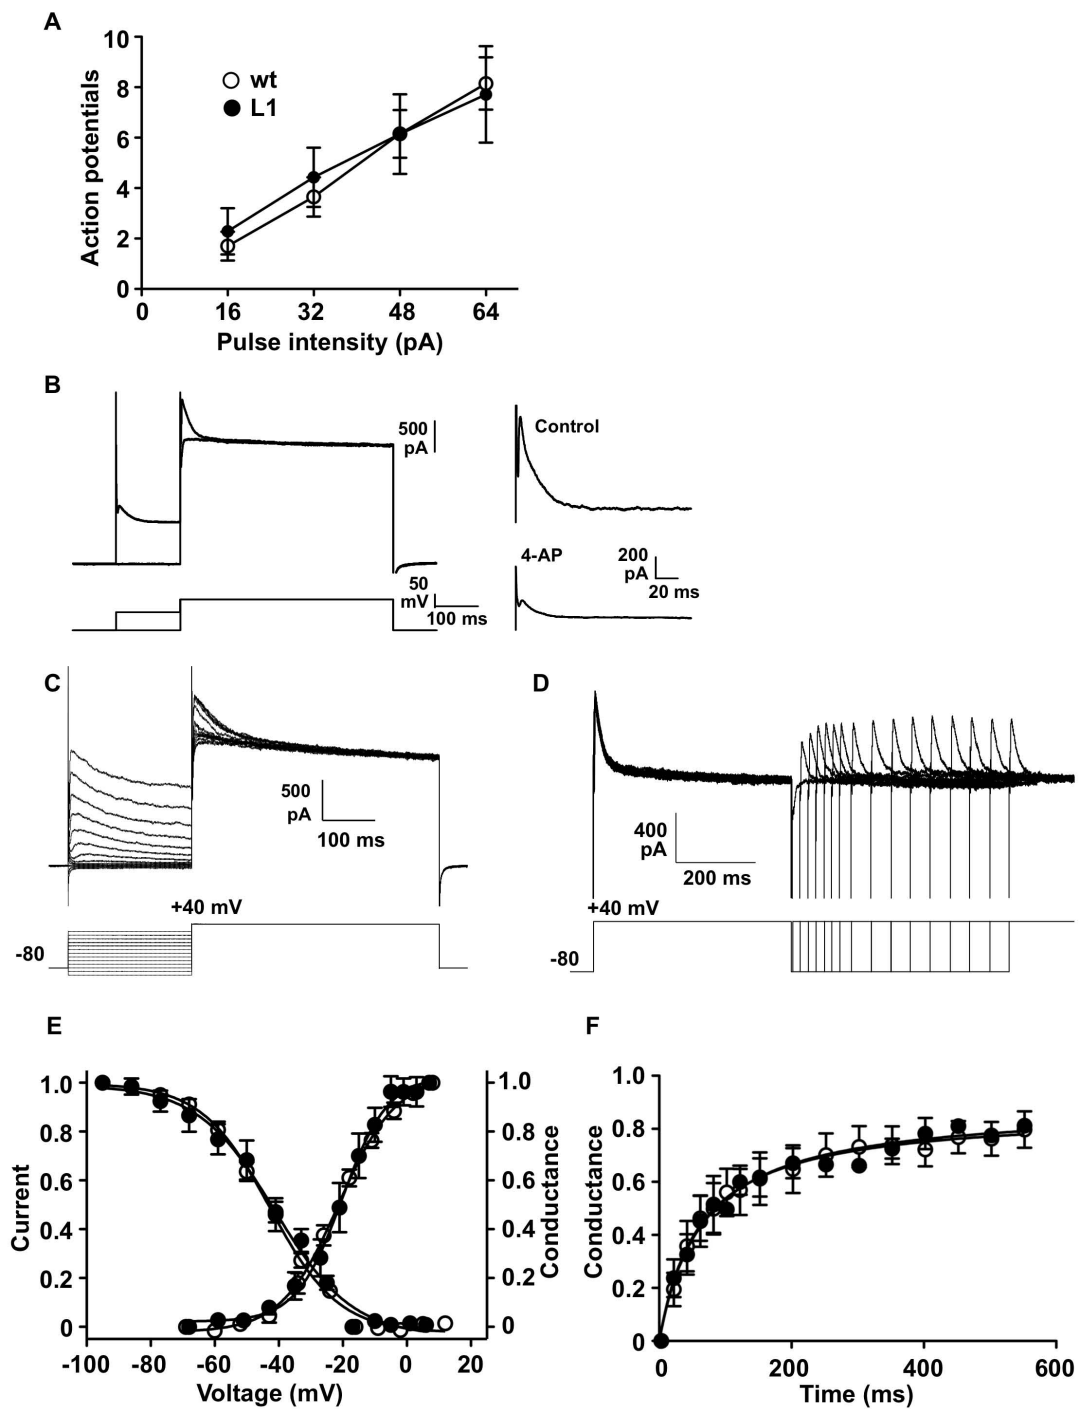 A
10
8
6
4
2
0
Action potentials
wt
L1
0 16 32 48 64
Pulse intensity (pA)
B
500
pA
50
mV
100 ms
Control
4-AP
200
pA
20 ms
C
500
pA
100 ms
+40 mV
-80
D
400
pA
200 ms
+40 mV
-80
E
1.0
0.8
0.6
0.4
0.2
0
Current
1.0
0.8
0.6
0.4
0.2
0
Conductance
-100 -80 -60 -40 -20 0 20
Voltage (mV)
F
1.0
0.8
0.6
0.4
0.2
0
Conductance
0 200 400 600
Time (ms)